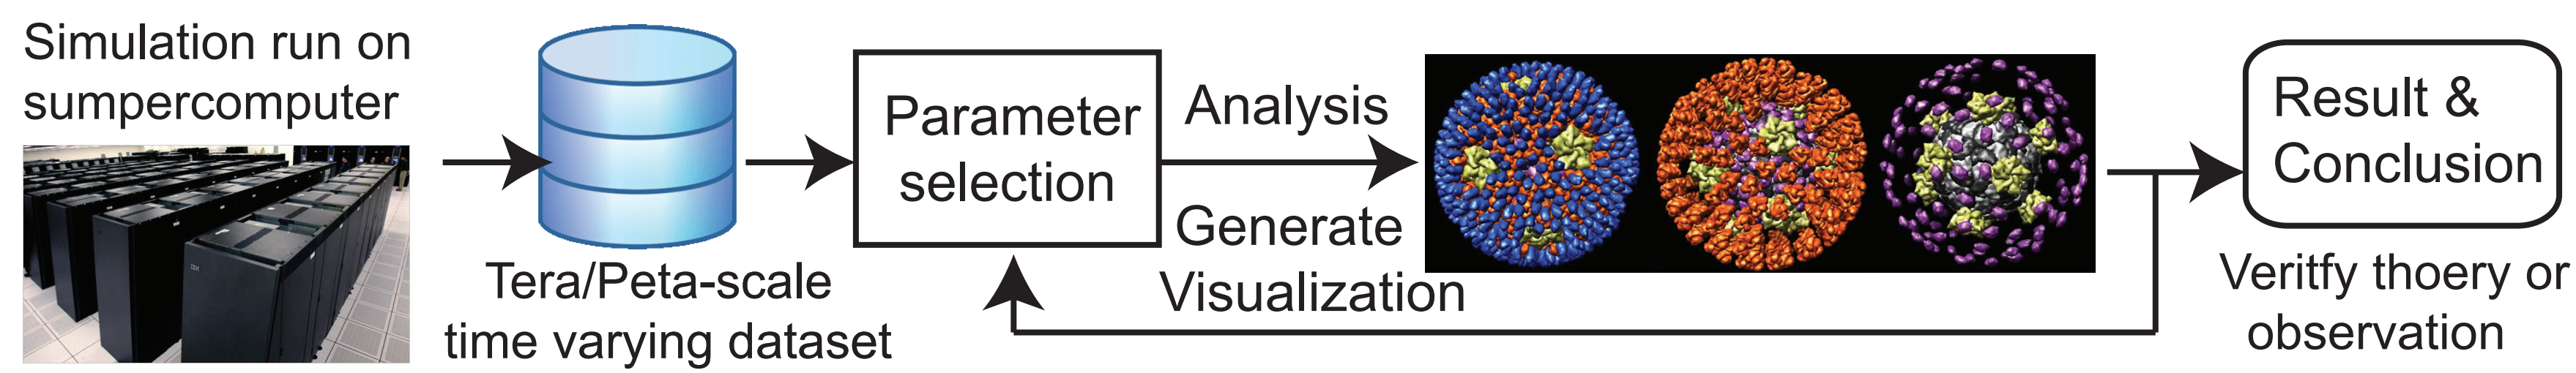 Simulation run on
sumpercomputer
IBM
Tera/Peta-scale
time varying dataset
Parameter
selection
Analysis
Generate
Visualization
Result &
Conclusion
Veritfy thoery or
observation